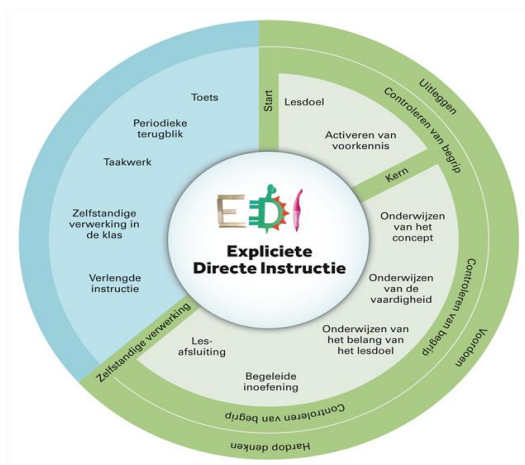 Start
Lesdoel
Activeren van
voorkennis
Kern
Onderwijzen
van het
concept
Onderwijzen
van de
vaardigheid
Onderwijzen van
het belang van
het lesdoel
Begeleide
inoefening
Les-
afsluiting
Zelfstandige verwerking
Verlengde
instructie
Zelfstandige
verwerking in
de klas
Taakwerk
Periodieke
terugblik
Toets
EDI
Expliciete
Directe Instructie
Controleren van begrip
Controleren van begrip
Controleren van begrip
Uitleggen
Voordoen
Hardop denken